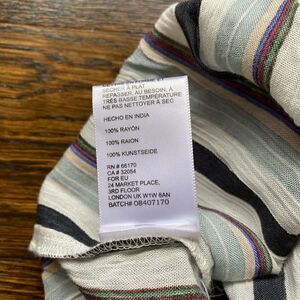 SÉCHER À PLAT
REPASSER, AU BESOIN, À
TRÈS BASSE TEMPÉRATURE
NE PAS NETTOYER À SEC
HECHO EN INDIA
100% RAYÓN
100% RAION
100% KUNSTSEIDE
RN # 66170
CA # 32054
FOR EU
24 MARKET PLACE,
3RD FLOOR
LONDON UK W1W 8AN
BATCH# 08407170